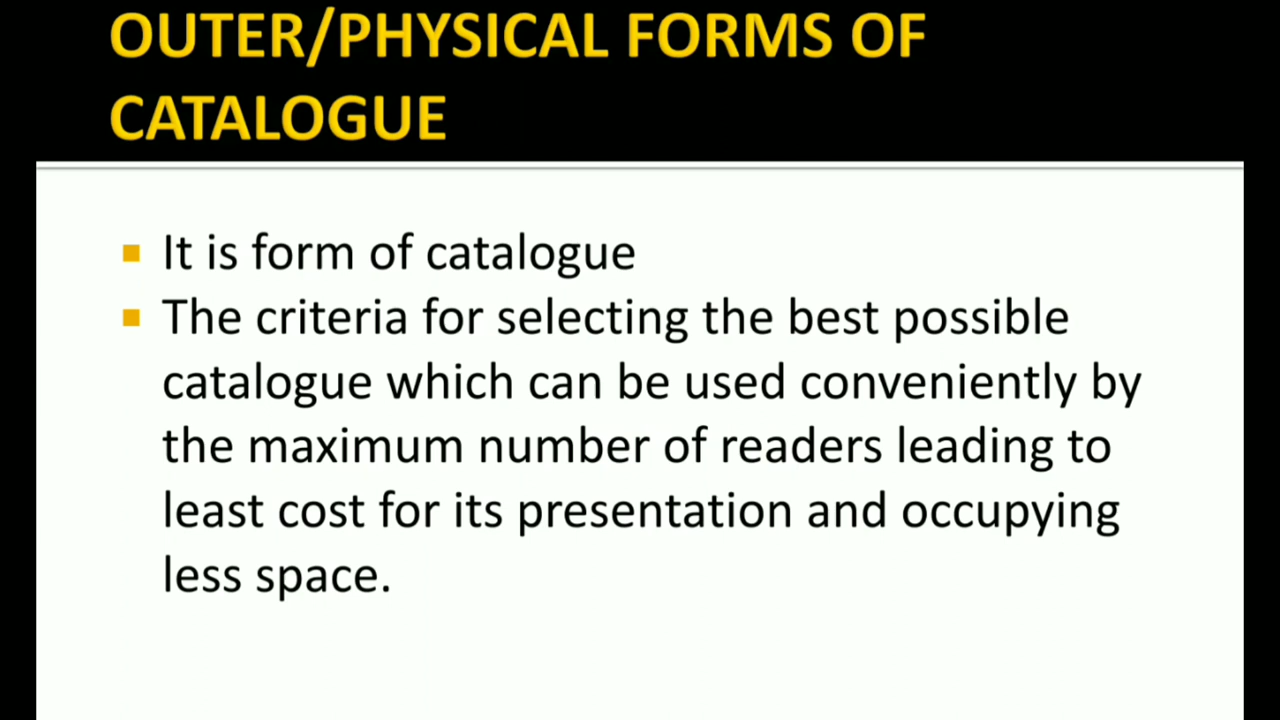 OUTER/PHYSICAL FORMS OF
CATALOGUE
It is form of catalogue
The criteria for selecting the best possible
catalogue which can be used conveniently by
the maximum number of readers leading to
least cost for its presentation and occupying
less space.